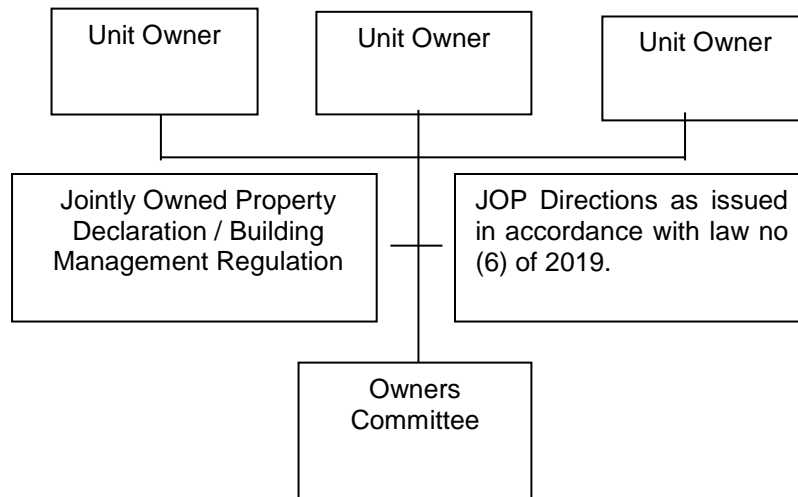 Unit Owner
Unit Owner
Unit Owner
Jointly Owned Property
Declaration / Building
Management Regulation
JOP Directions as issued
in accordance with law no
(6) of 2019.
Owners
Committee